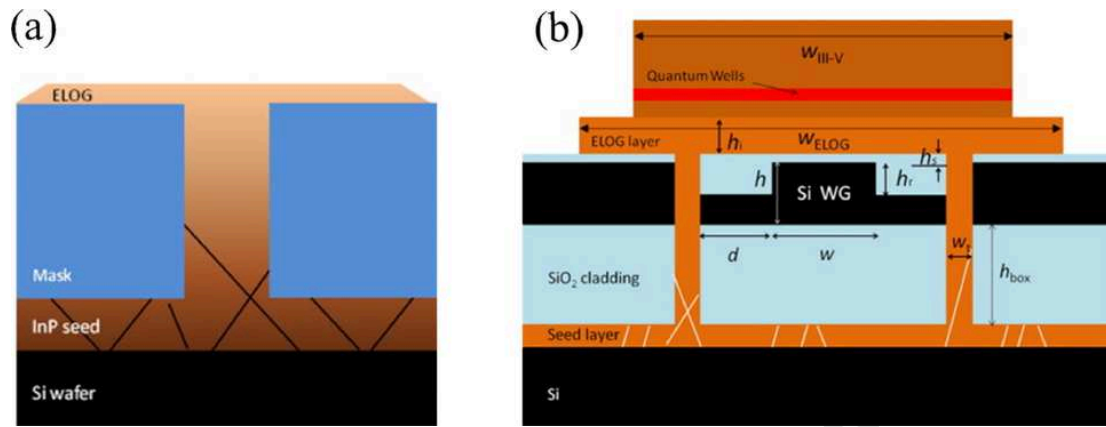 (a)
ELOG
Mask
InP seed
Si wafer
(b)
wIII-V
Quantum Wells
ELOG layer
hi
wELOG
hs
h
hr
Si WG
d
w
wt
SiO2 cladding
hbox
Seed layer
Si